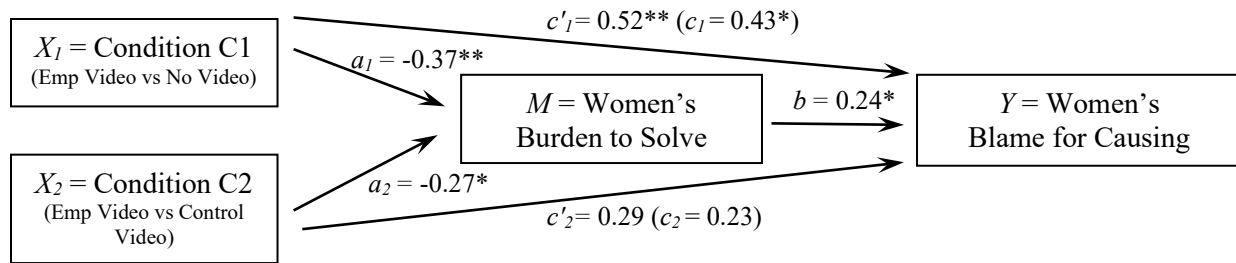 X1 = Condition C1
(Emp Video vs No Video)
c'1= 0.52** (c1 = 0.43*)
a1 = -0.37**
M = Women's
Burden to Solve
b = 0.24*
Y = Women's
Blame for Causing
X2 = Condition C2
(Emp Video vs Control
Video)
a2 = -0.27*
c'2= 0.29 (c2 = 0.23)